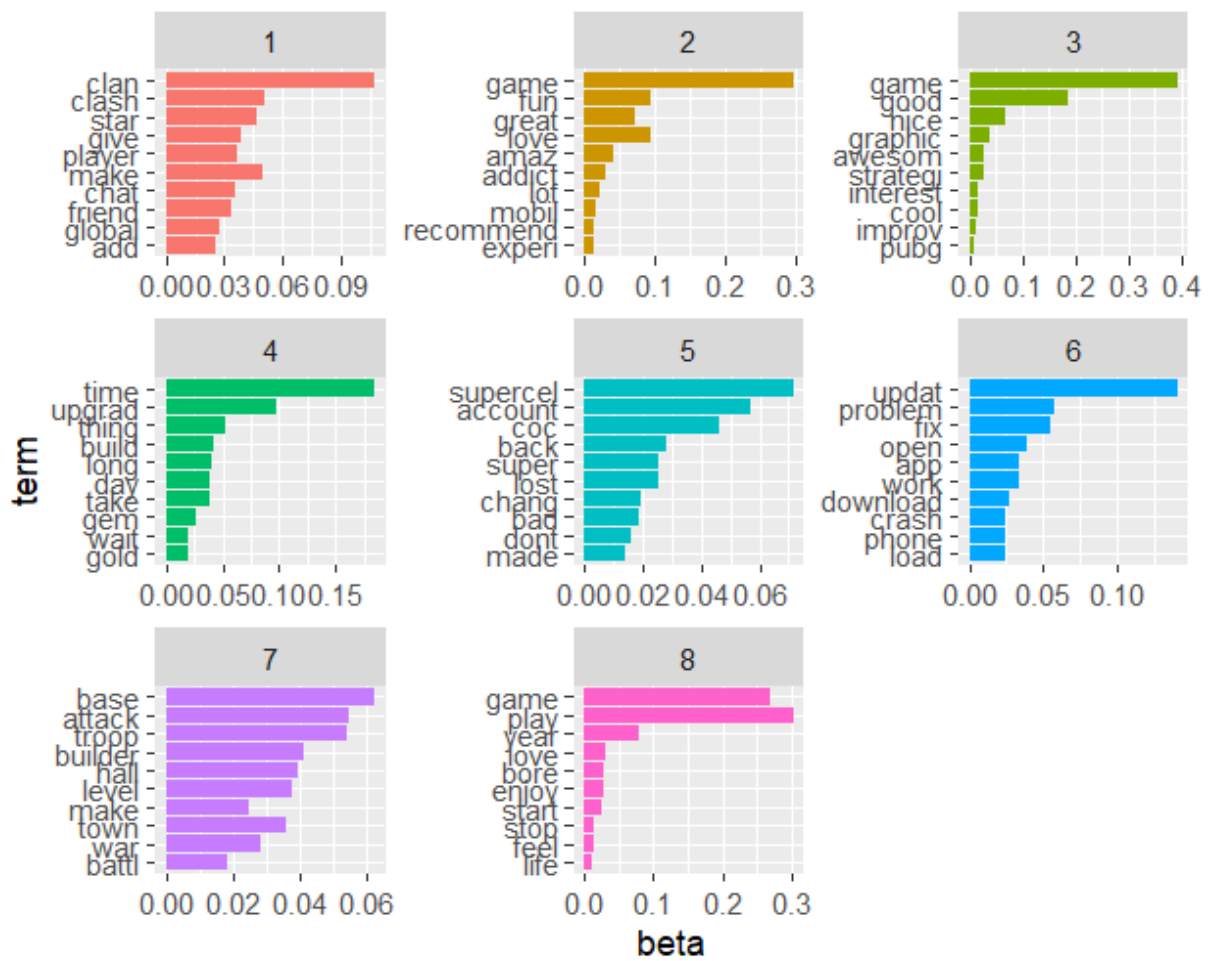 1
clan
clash
star
give
player
make
chat
friend
global
add
0.00 0.03 0.06 0.09
2
game
fun
great
love
amaz
addict
lot
mobil
recommend
experi
0.0 0.1 0.2 0.3
3
game
good
nice
graphic
awesom
strategi
interest
cool
improv
pubg
0.0 0.1 0.2 0.3 0.4
term
4
time
upgrad
thing
build
long
day
take
gem
wait
gold
0.00 0.05 0.10 0.15
5
supercel
account
coc
back
super
lost
chang
bad
dont
made
0.00 0.02 0.04 0.06
6
updat
problem
fix
open
app
work
download
crash
phone
load
0.00 0.05 0.10
7
base
attack
troop
builder
hall
level
make
town
war
battl
0.00 0.02 0.04 0.06
8
game
play
year
love
bore
enjoy
start
stop
feel
life
0.0 0.1 0.2 0.3
beta